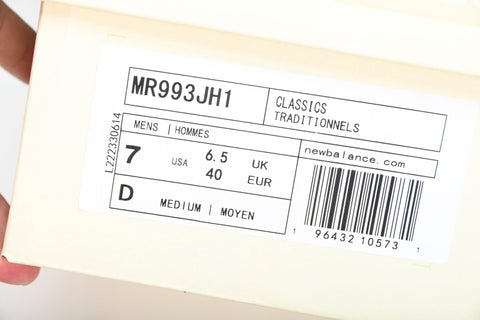 MR993JH1
CLASSICS
TRADITIONNELS
MENS | HOMMES
newbalance.com
7 USA 6.5 UK
40 EUR
D MEDIUM | MOYEN
L222330614
1 96432 10573 1